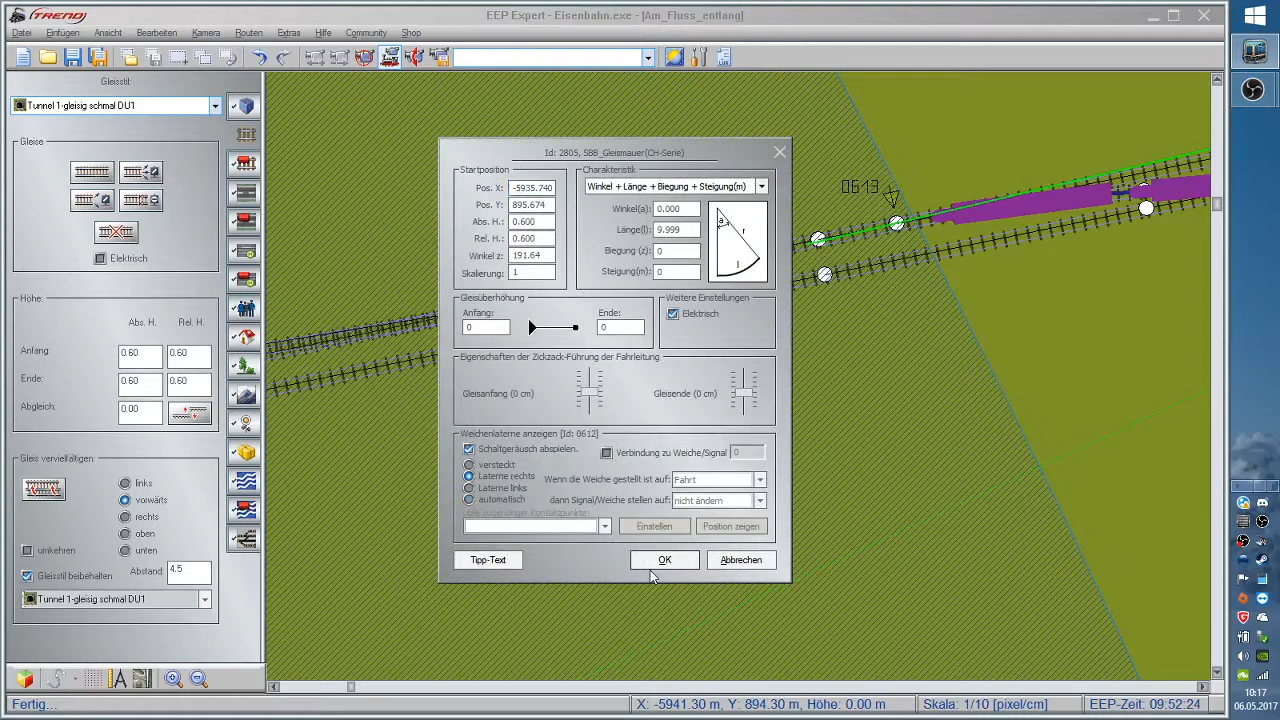 TREND
EEP Expert - Eisenbahn.exe - [Am_Fluss_entlang]
Datei Einfügen Ansicht Bearbeiten Kamera Routen Extras Hilfe Community Shop
Gleisstil:
Tunnel 1-gleisig schmal DU1
Gleise
Elektrisch
Höhe:
Abs. H. Rel. H.
Anfang: 0.60 0.60
Ende: 0.60 0.60
Abgleich: 0.00
Gleis vervielfältigen:
links
vorwärts
rechts
oben
umkehren unten
Gleisstil beibehalten Abstand: 4.5
Tunnel 1-gleisig schmal DU1
Id: 2805, SBB_Gleismauer(CH-Serie)
Startposition
Pos. X: -5935.740
Pos. Y: 895.674
Abs. H.: 0.600
Rel. H.: 0.600
Winkel z: 191.64
Skalierung: 1
Charakteristik
Winkel + Länge + Biegung + Steigung(m)
Winkel(a): 0.000
Länge(l): 9.999
Biegung (z): 0
Steigung(m): 0
a
r
l
Gleisüberhöhung
Anfang: Ende:
0 0
Weitere Einstellungen
Elektrisch
Eigenschaften der Zickzack-Führung der Fahrleitung
Gleisanfang (0 cm) Gleisende (0 cm)
Weichenlaterne anzeigen [Id: 0612]
Schaltgeräusch abspielen. Verbindung zu Weiche/Signal 0
versteckt
Laterne rechts Wenn die Weiche gestellt ist auf: Fahrt
Laterne links
automatisch dann Signal/Weiche stellen auf: nicht ändern
Einstellen Position zeigen
Tipp-Text OK Abbrechen
0613
Fertig... X: -5941.30 m, Y: 894.30 m, Höhe: 0.00 m Skala: 1/10 [pixel/cm] EEP-Zeit: 09:52:24
10:17
06.05.2017